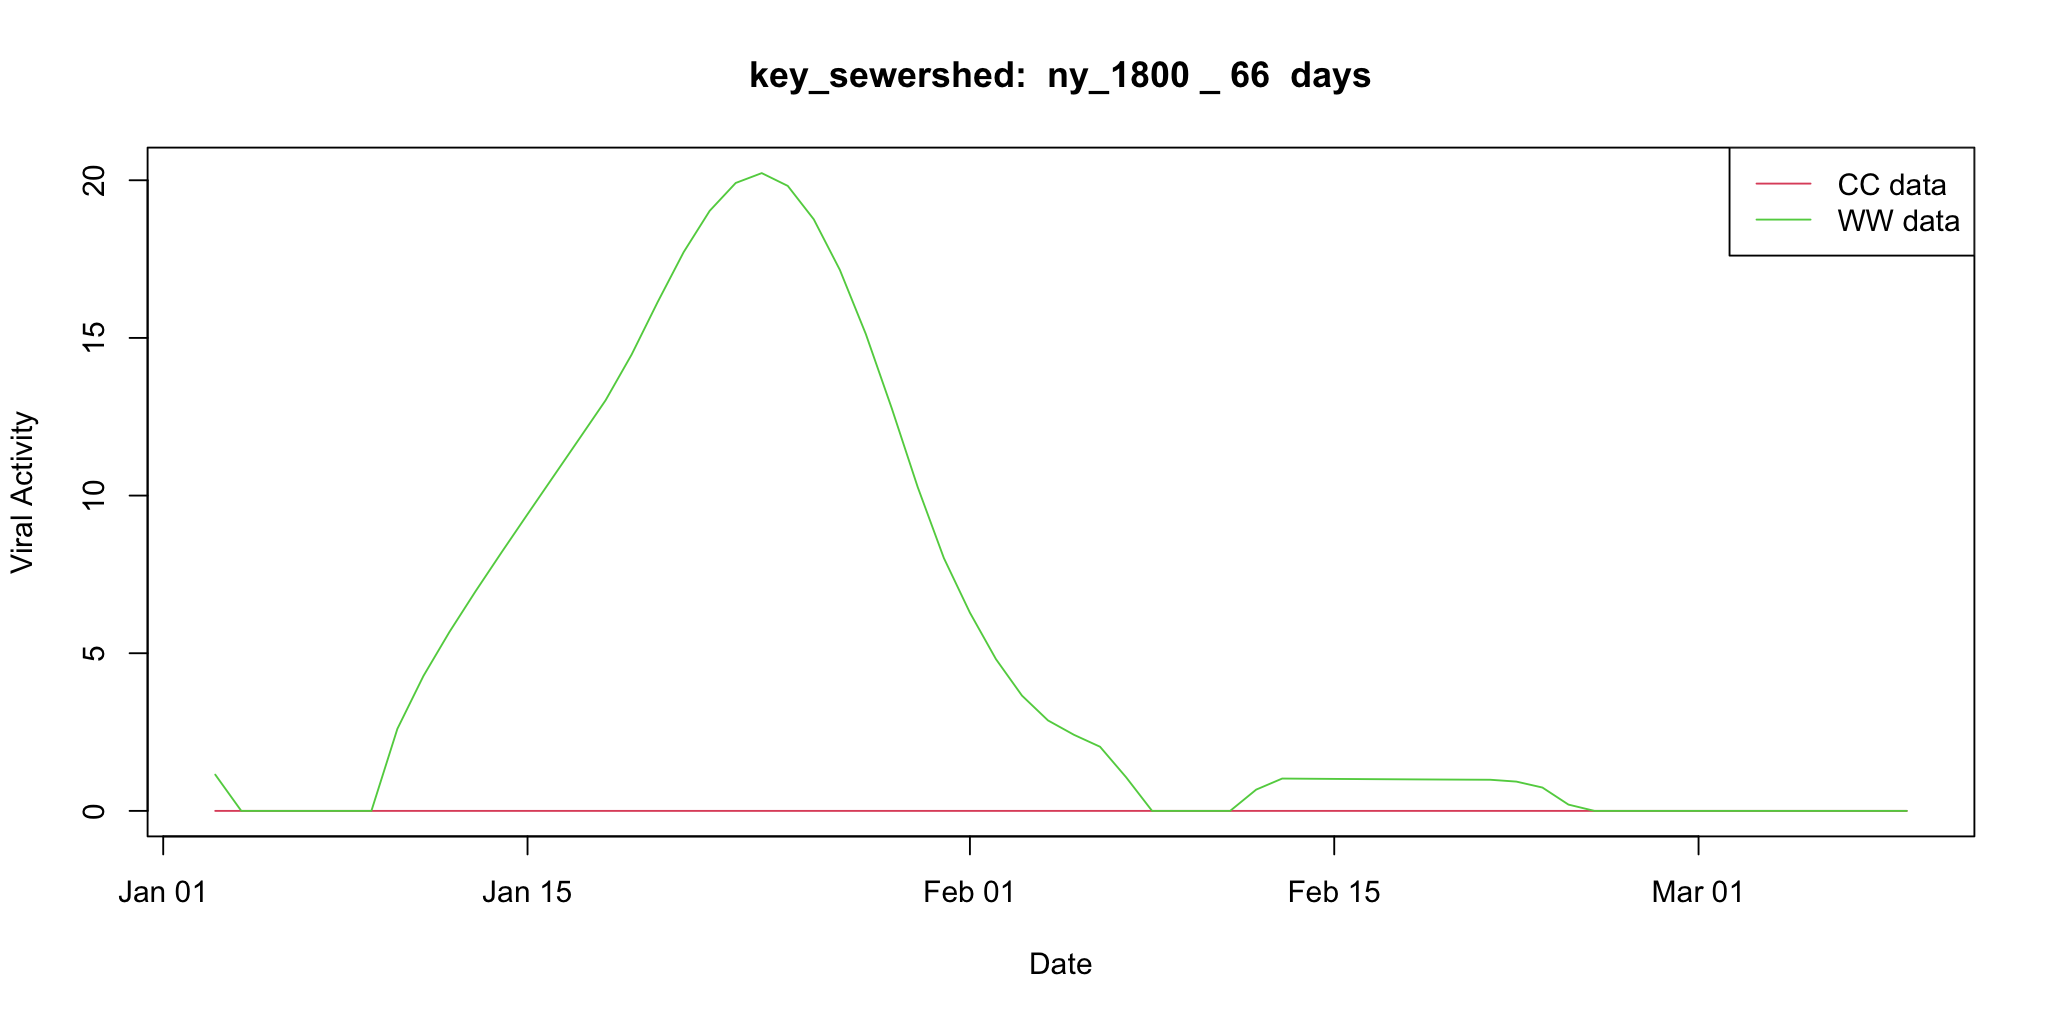 key_sewershed:  ny_1800 _ 66  days
CC data
WW data
Viral Activity
20
15
10
5
0
Jan 01
Jan 15
Feb 01
Feb 15
Mar 01
Date